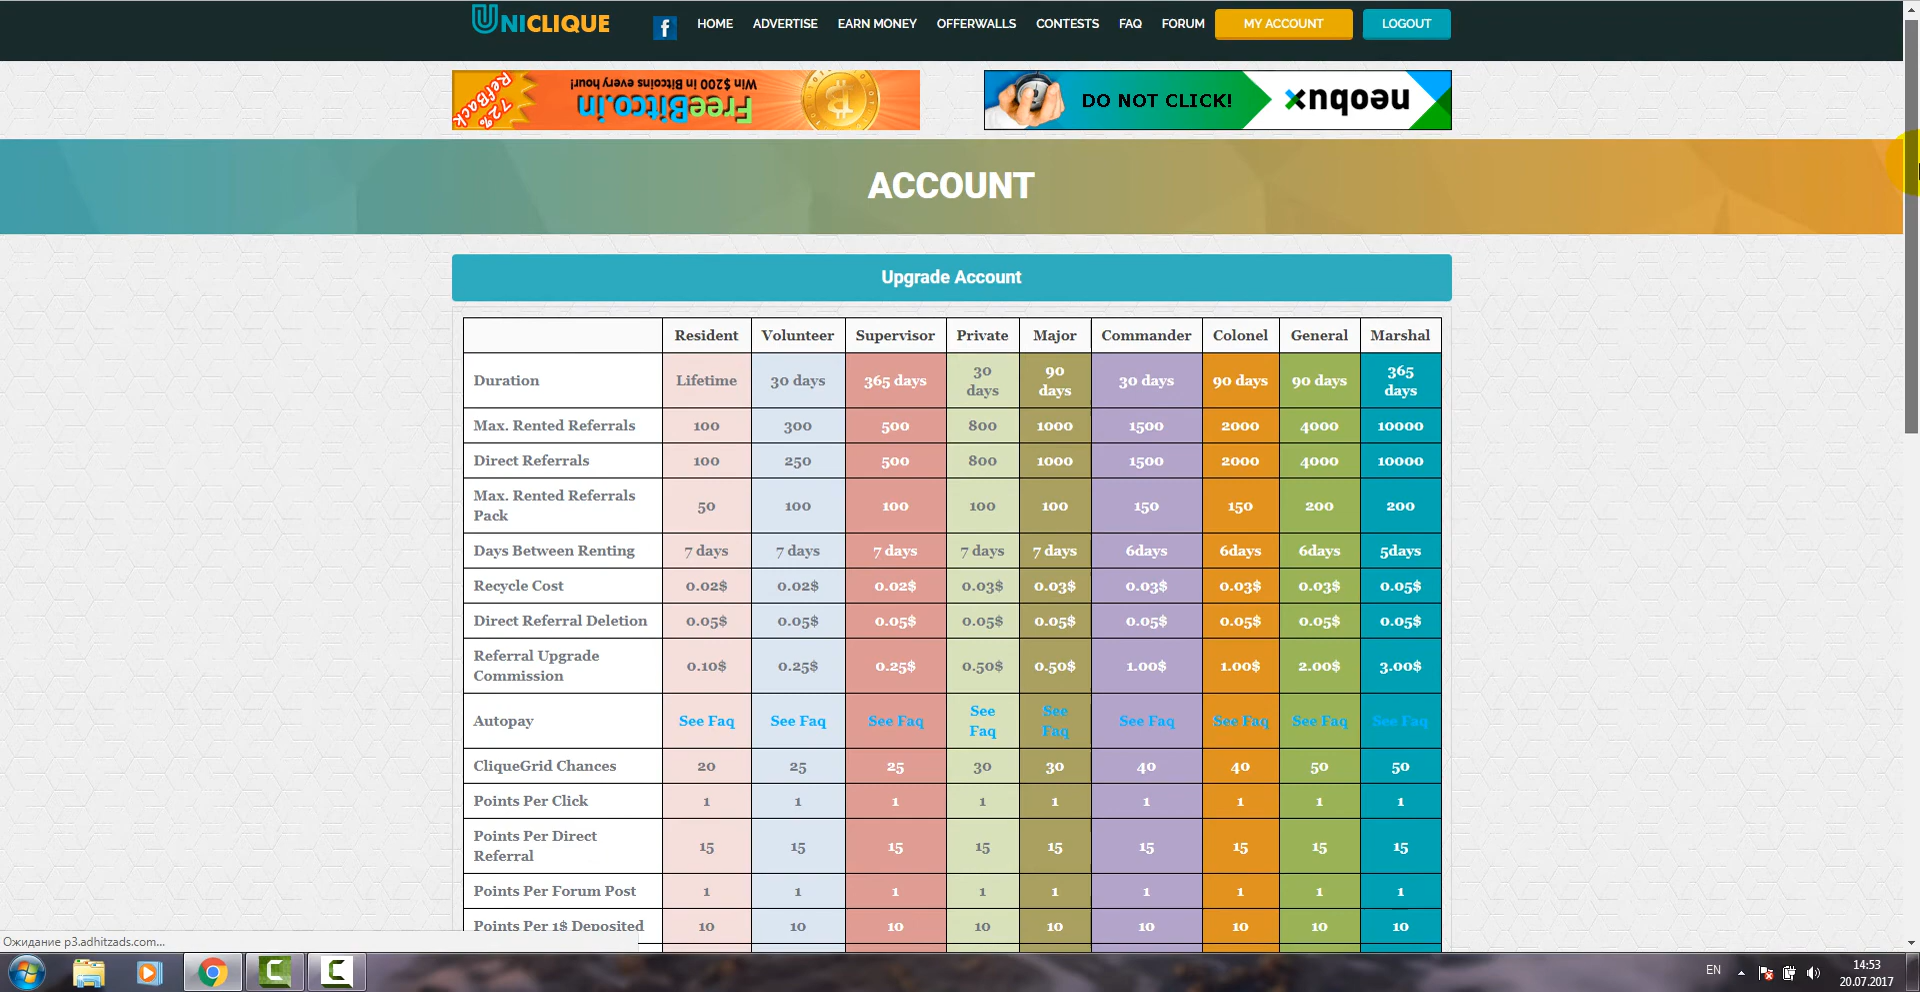 UNICLIQUE
f
HOME ADVERTISE EARN MONEY OFFERWALLS CONTESTS FAQ FORUM MY ACCOUNT LOGOUT
FreeBitco.in
Win $200 in Bitcoins every hour!
72%
RefBack
DO NOT CLICK! neobux
ACCOUNT
Upgrade Account
Resident Volunteer Supervisor Private Major Commander Colonel General Marshal
Duration Lifetime 30 days 365 days 30 days 90 days 30 days 90 days 90 days 365 days
Max. Rented Referrals 100 300 500 800 1000 1500 2000 4000 10000
Direct Referrals 100 250 500 800 1000 1500 2000 4000 10000
Max. Rented Referrals Pack 50 100 100 100 100 150 150 200 200
Days Between Renting 7 days 7 days 7 days 7 days 7 days 6days 6days 6days 5days
Recycle Cost 0.02$ 0.02$ 0.02$ 0.03$ 0.03$ 0.03$ 0.03$ 0.03$ 0.05$
Direct Referral Deletion 0.05$ 0.05$ 0.05$ 0.05$ 0.05$ 0.05$ 0.05$ 0.05$ 0.05$
Referral Upgrade Commission 0.10$ 0.25$ 0.25$ 0.50$ 0.50$ 1.00$ 1.00$ 2.00$ 3.00$
Autopay See Faq See Faq See Faq See Faq See Faq See Faq See Faq See Faq See Faq
CliqueGrid Chances 20 25 25 30 30 40 40 50 50
Points Per Click 1 1 1 1 1 1 1 1 1
Points Per Direct Referral 15 15 15 15 15 15 15 15 15
Points Per Forum Post 1 1 1 1 1 1 1 1 1
Points Per 1$ Deposited 10 10 10 10 10 10 10 10 10
Ожидание p3.adhitzads.com...
EN
14:53
20.07.2017